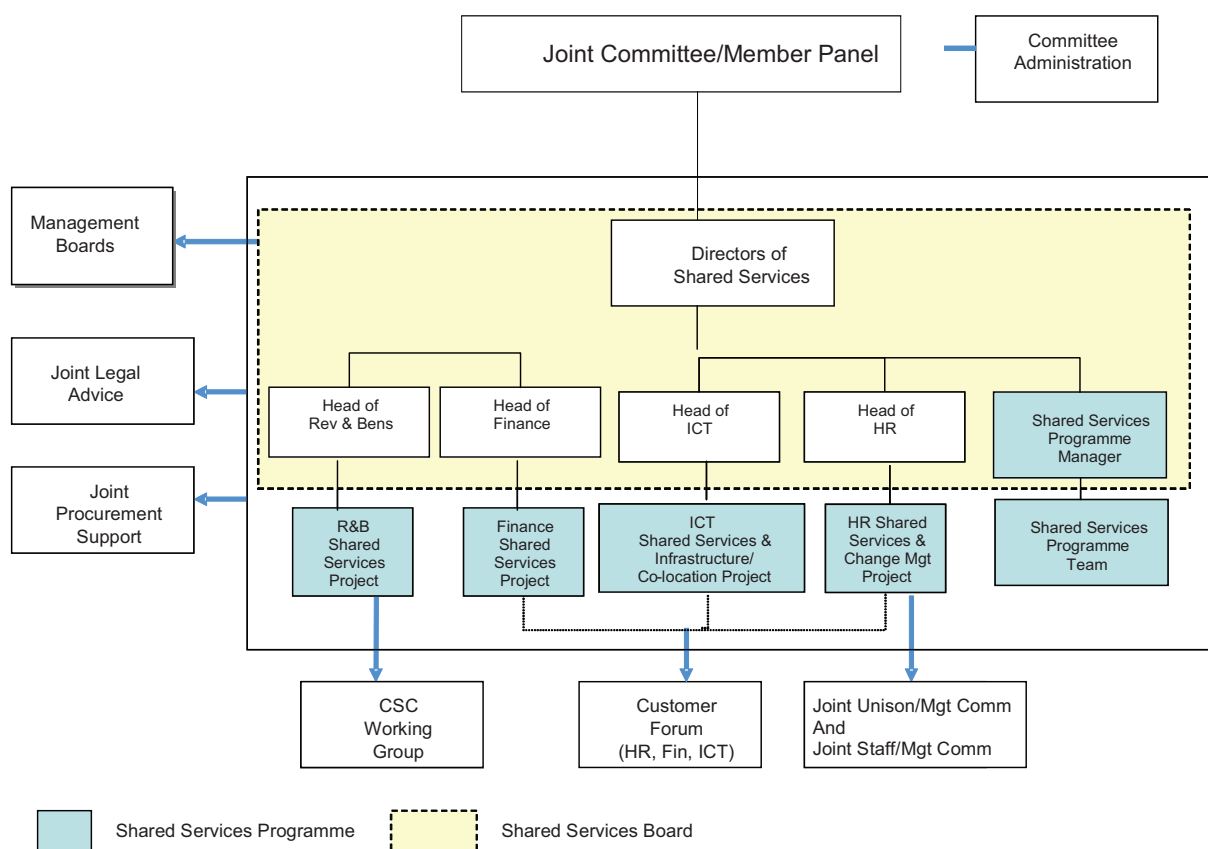 Joint Committee/Member Panel
Committee
Administration
Management
Boards
Directors of
Shared Services
Joint Legal
Advice
Head of
Rev & Bens
Head of
Finance
Head of
ICT
Head of
HR
Shared Services
Programme
Manager
Joint
Procurement
Support
R&B
Shared
Services
Project
Finance
Shared
Services
Project
ICT
Shared Services &
Infrastructure/
Co-location Project
HR Shared
Services &
Change Mgt
Project
Shared Services
Programme
Team
CSC
Working
Group
Customer
Forum
(HR, Fin, ICT)
Joint Unison/Mgt Comm
And
Joint Staff/Mgt Comm
Shared Services Programme
Shared Services Board